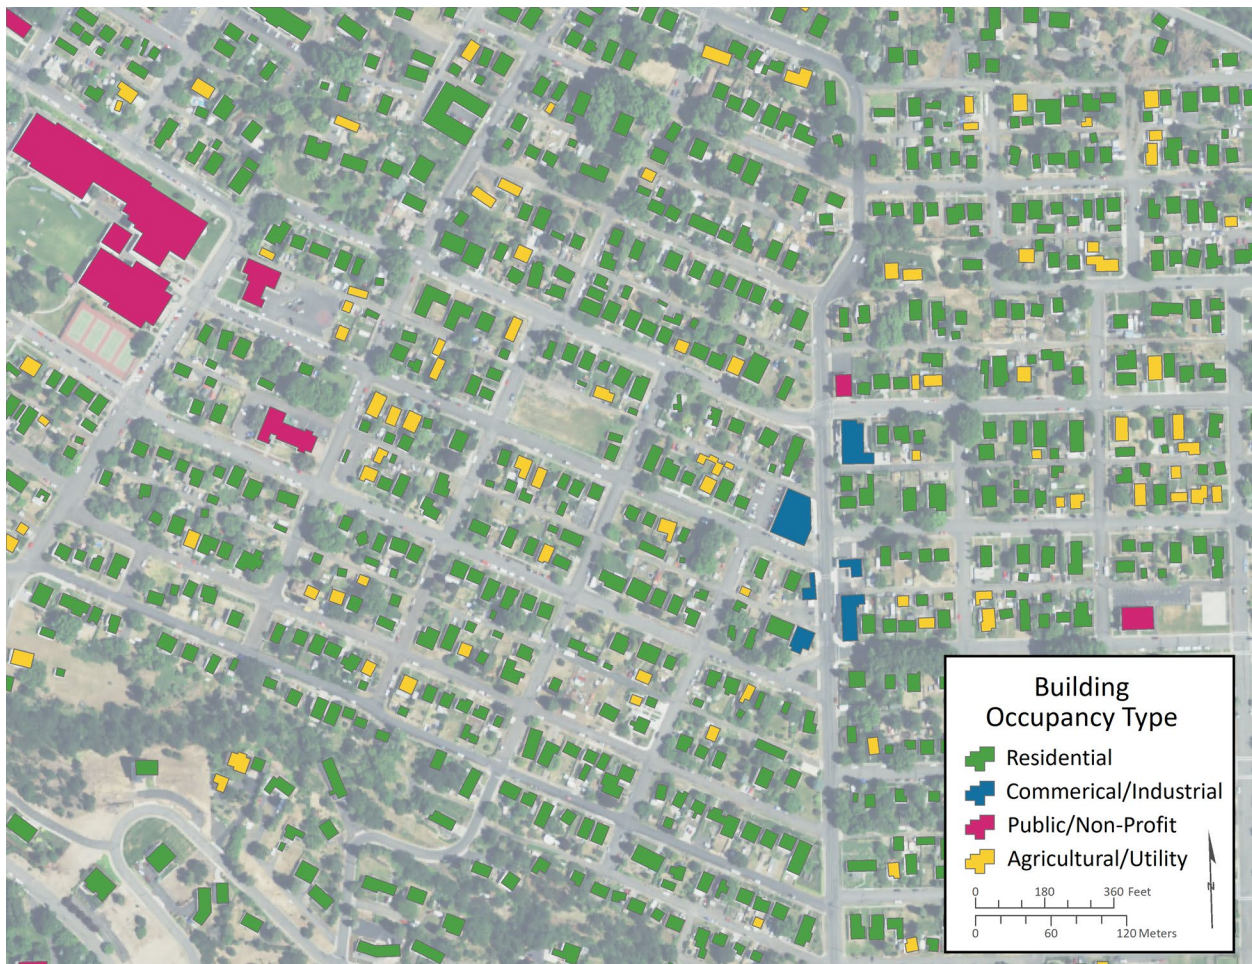 Building
Occupancy Type
Residential
Commerical/Industrial
Public/Non-Profit
Agricultural/Utility
0 180 360 Feet
0 60 120 Meters
N